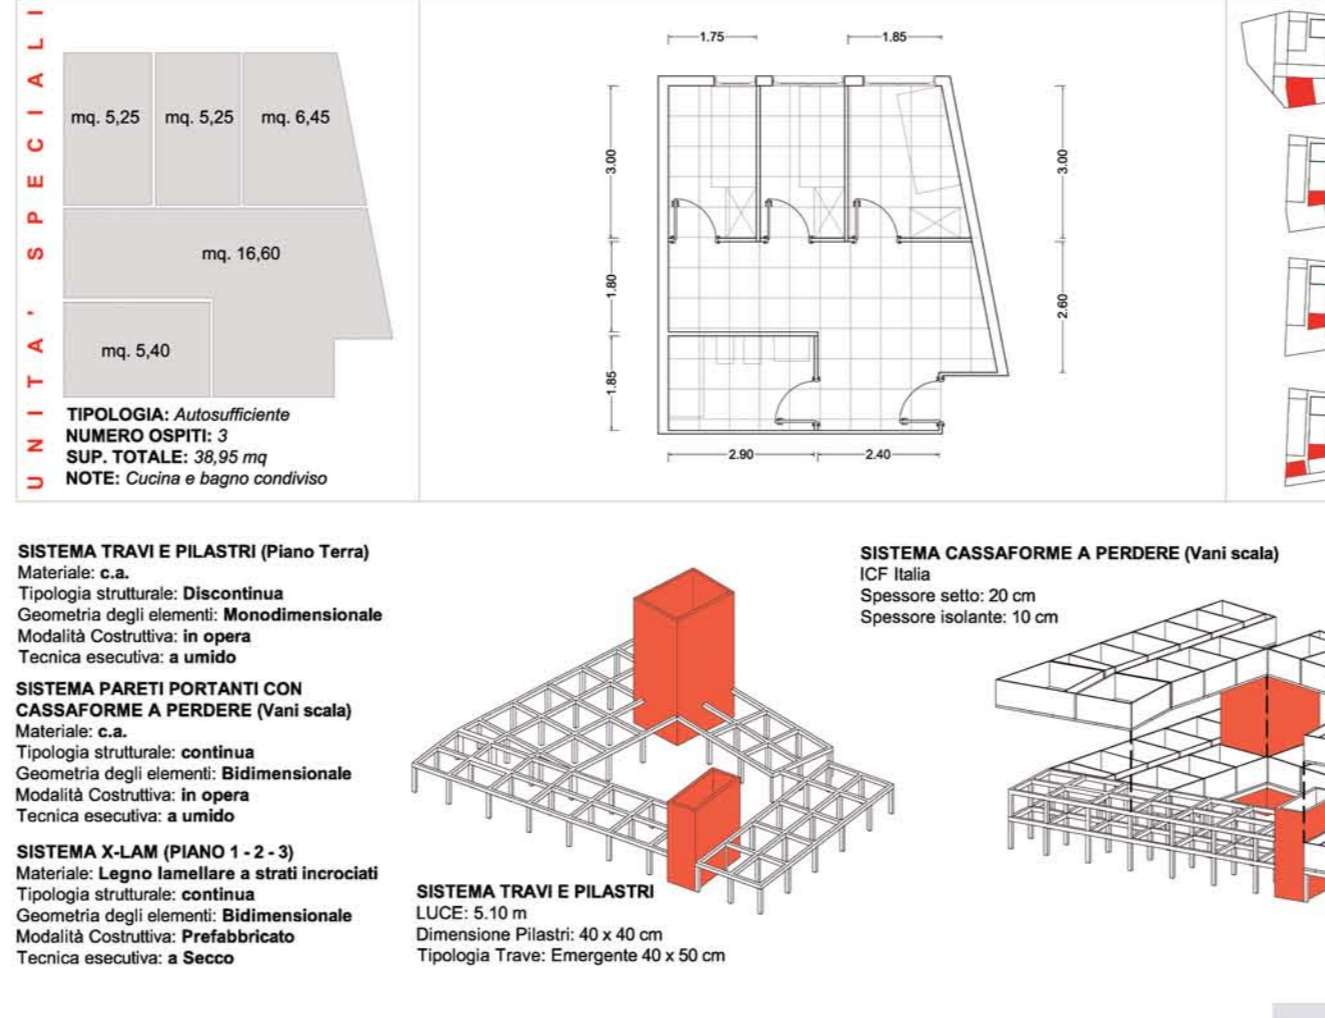 UNITA' SPECIALI
mq. 5,25
mq. 5,25
mq. 6,45
mq. 16,60
mq. 5,40
TIPOLOGIA: Autosufficiente
NUMERO OSPITI: 3
SUP. TOTALE: 38,95 mq
NOTE: Cucina e bagno condiviso
1.75
1.85
3.00
3.00
1.80
2.60
1.85
2.90
2.40
SISTEMA TRAVI E PILASTRI (Piano Terra)
Materiale: c.a.
Tipologia strutturale: Discontinua
Geometria degli elementi: Monodimensionale
Modalità Costruttiva: in opera
Tecnica esecutiva: a umido
SISTEMA PARETI PORTANTI CON
CASSAFORME A PERDERE (Vani scala)
Materiale: c.a.
Tipologia strutturale: continua
Geometria degli elementi: Bidimensionale
Modalità Costruttiva: in opera
Tecnica esecutiva: a umido
SISTEMA X-LAM (PIANO 1 - 2 - 3)
Materiale: Legno lamellare a strati incrociati
Tipologia strutturale: continua
Geometria degli elementi: Bidimensionale
Modalità Costruttiva: Prefabbricato
Tecnica esecutiva: a Secco
SISTEMA TRAVI E PILASTRI
LUCE: 5.10 m
Dimensione Pilastri: 40 x 40 cm
Tipologia Trave: Emergente 40 x 50 cm
SISTEMA CASSAFORME A PERDERE (Vani scala)
ICF Italia
Spessore setto: 20 cm
Spessore isolante: 10 cm